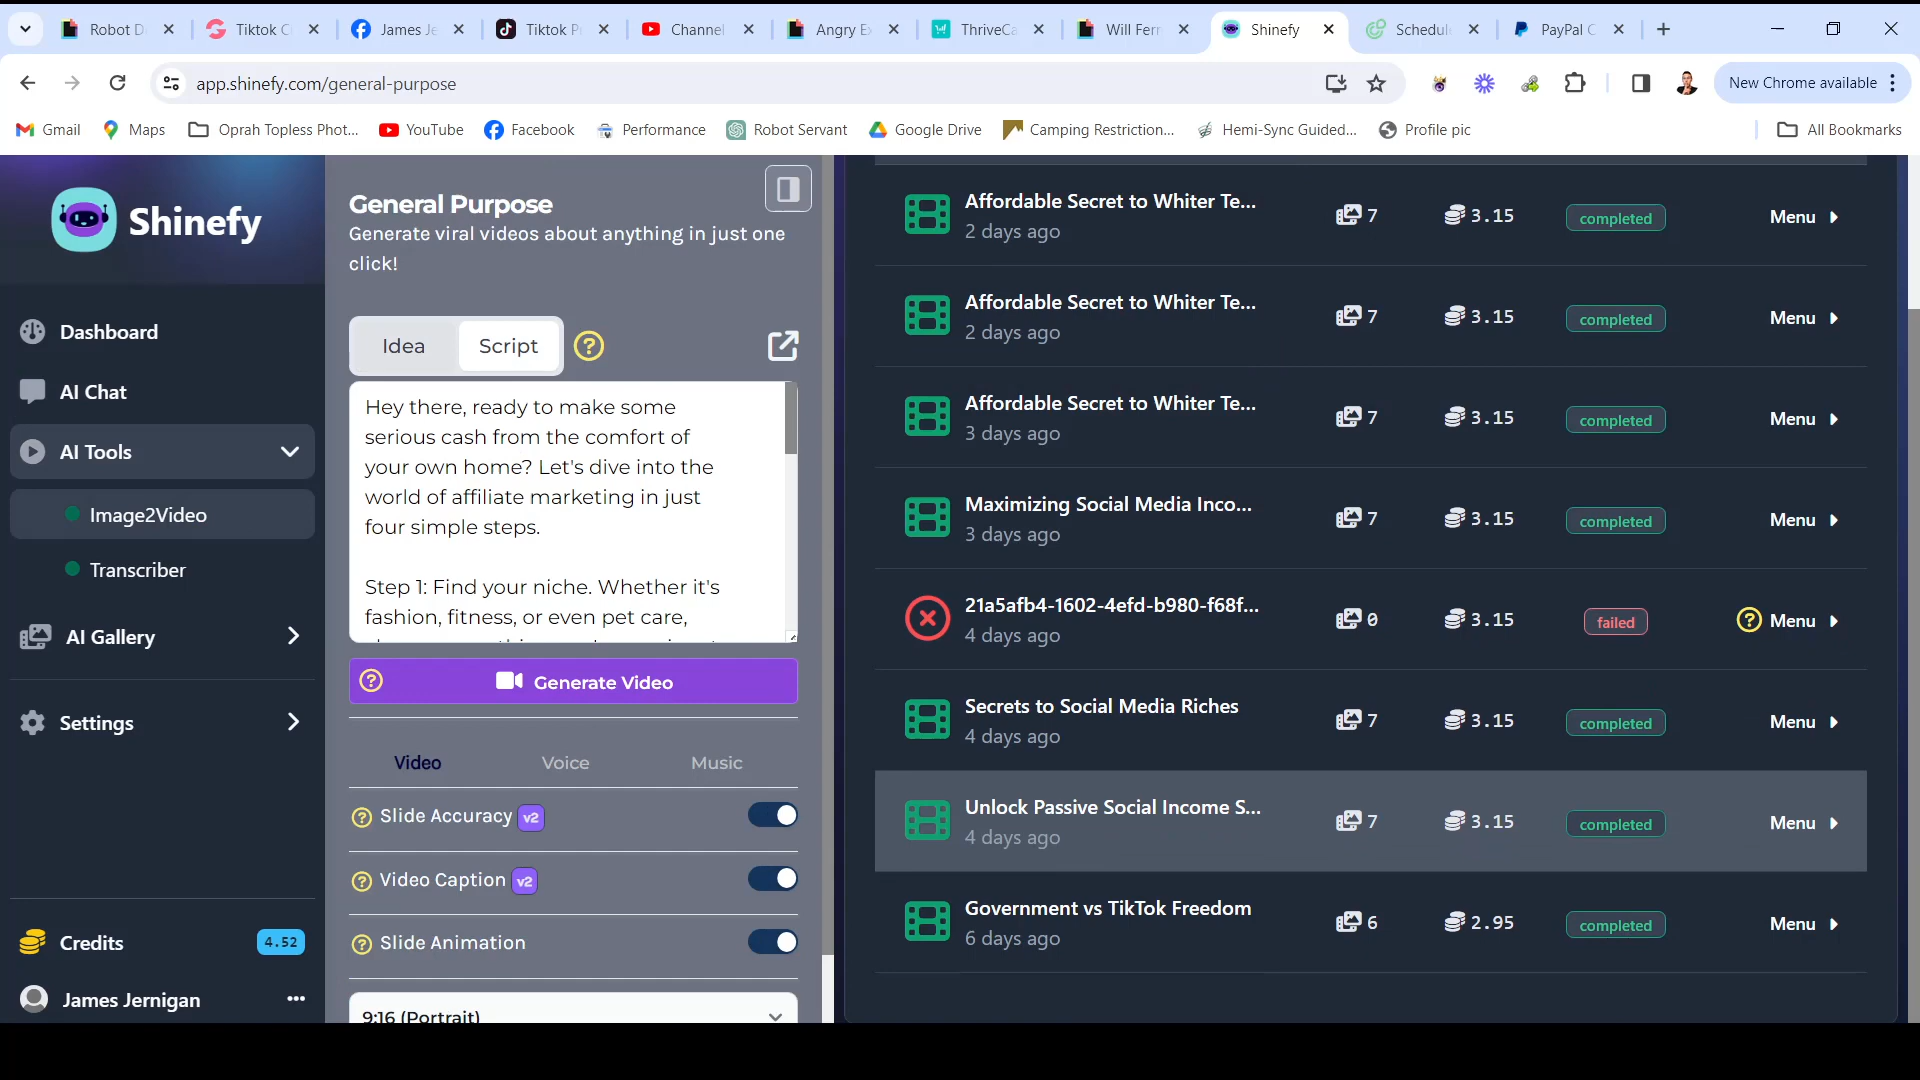 Robot D
Tiktok C
James Je
Tiktok P
Channel
Angry Ex
ThriveCa
Will Ferr
Shinefy
Schedul
PayPal C
app.shinefy.com/general-purpose
New Chrome available
Gmail
Maps
Oprah Topless Phot...
YouTube
Facebook
Performance
Robot Servant
Google Drive
Camping Restriction...
Hemi-Sync Guided...
Profile pic
All Bookmarks
Shinefy
Dashboard
AI Chat
AI Tools
Image2Video
Transcriber
AI Gallery
Settings
Credits 4.52
James Jernigan
General Purpose
Generate viral videos about anything in just one
click!
Idea Script
Hey there, ready to make some
serious cash from the comfort of
your own home? Let's dive into the
world of affiliate marketing in just
four simple steps.
Step 1: Find your niche. Whether it's
fashion, fitness, or even pet care,
Generate Video
Video Voice Music
Slide Accuracy v2
Video Caption v2
Slide Animation
9:16 (Portrait)
Affordable Secret to Whiter Te... 7 3.15 completed Menu
2 days ago
Affordable Secret to Whiter Te... 7 3.15 completed Menu
2 days ago
Affordable Secret to Whiter Te... 7 3.15 completed Menu
3 days ago
Maximizing Social Media Inco... 7 3.15 completed Menu
3 days ago
21a5afb4-1602-4efd-b980-f68f... 0 3.15 failed Menu
4 days ago
Secrets to Social Media Riches 7 3.15 completed Menu
4 days ago
Unlock Passive Social Income S... 7 3.15 completed Menu
4 days ago
Government vs TikTok Freedom 6 2.95 completed Menu
6 days ago